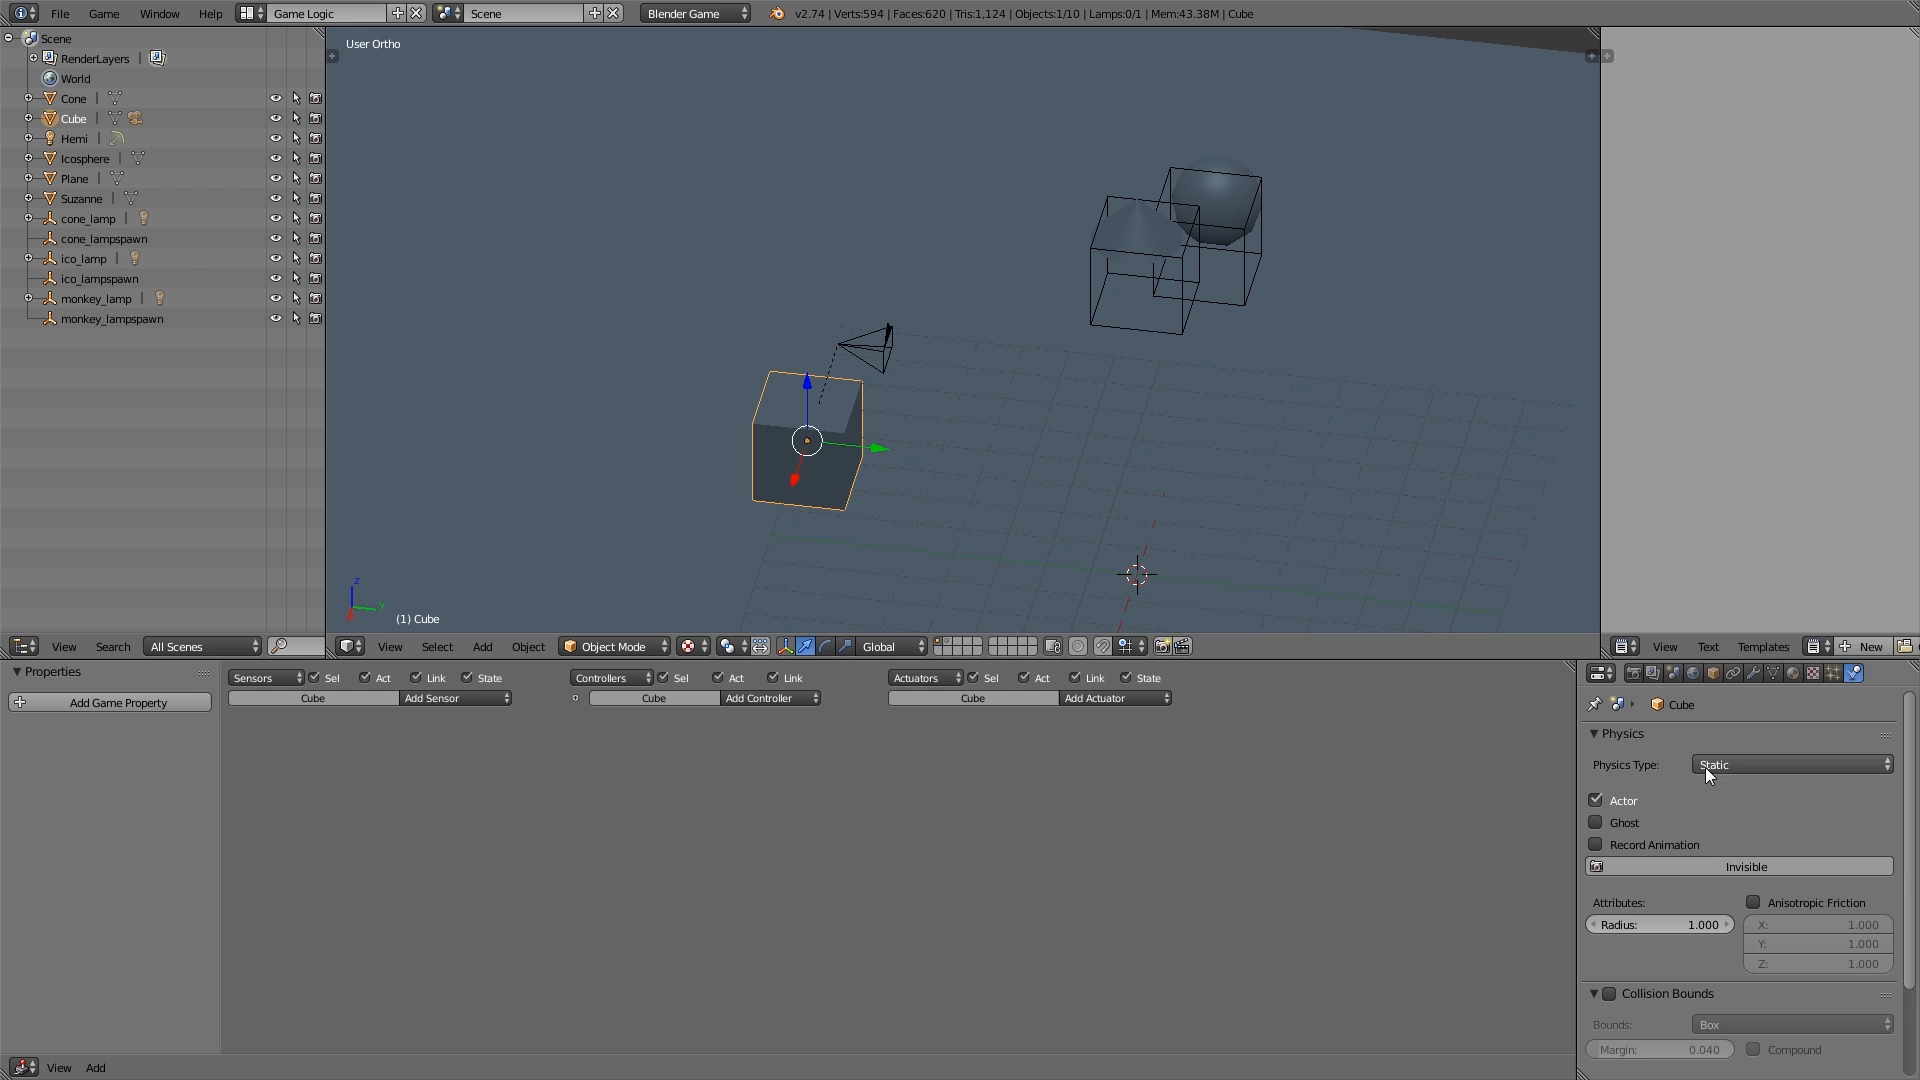 File Game Window Help Game Logic Scene Blender Game v2.74 | Verts:594 | Faces:620 | Tris:1,124 | Objects:1/10 | Lamps:0/1 | Mem:43.38M | Cube
Scene
RenderLayers
World
Cone
Cube
Hemi
Icosphere
Plane
Suzanne
cone_lamp
cone_lampspawn
ico_lamp
ico_lampspawn
monkey_lamp
monkey_lampspawn
View Search All Scenes
User Ortho
z
y
(1) Cube
View Select Add Object Object Mode Global
View Text Templates New
Properties
Add Game Property
Sensors Sel Act Link State
Cube Add Sensor
Controllers Sel Act Link
Cube Add Controller
Actuators Sel Act Link State
Cube Add Actuator
View Add
Cube
Physics
Physics Type: Static
Actor
Ghost
Record Animation
Invisible
Attributes: Anisotropic Friction
Radius: 1.000
X: 1.000
Y: 1.000
Z: 1.000
Collision Bounds
Bounds: Box
Margin: 0.040 Compound